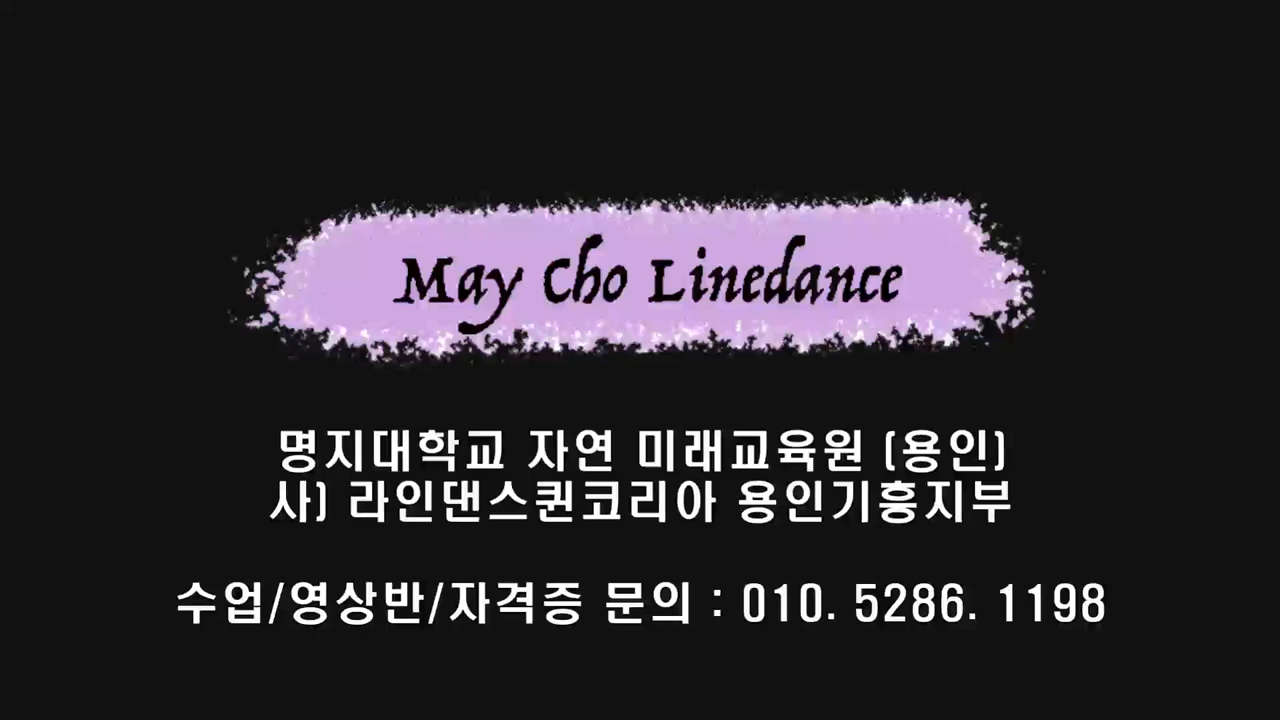 May Cho Linedance
명지대학교 자연 미래교육원 (용인)
사) 라인댄스퀸코리아 용인기흥지부
수업/영상반/자격증 문의 : 010. 5286. 1198